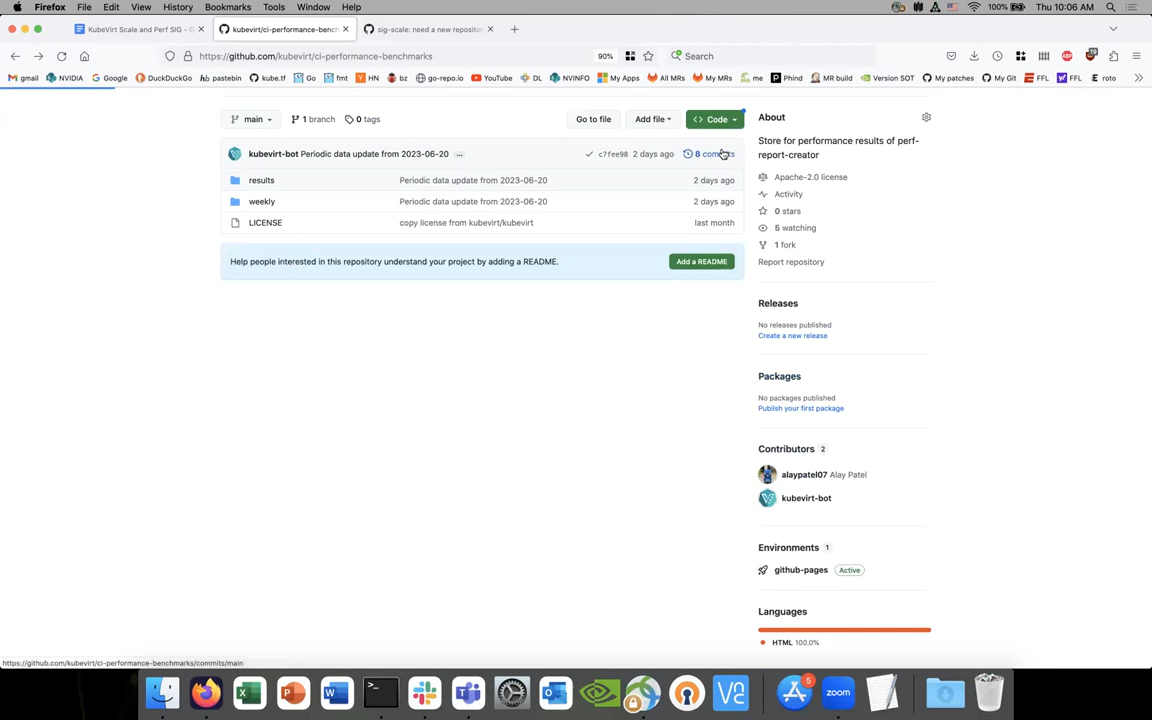 Firefox File Edit View History Bookmarks Tools Window Help 100% Thu 10:06 AM
KubeVirt Scale and Perf SIG - G
kubevirt/ci-performance-bench
sig-scale: need a new repositor
https://github.com/kubevirt/ci-performance-benchmarks 90% Search
gmail NVIDIA Google DuckDuckGo pastebin kube.tf Go fmt HN bz go-repo.io YouTube DL NVINFO My Apps All MRs My MRs me Phind MR build Version SOT My patches My Git FFL FFL roto
main 1 branch 0 tags Go to file Add file Code
kubevirt-bot Periodic data update from 2023-06-20 ... c7fee98 2 days ago 8 commits
results Periodic data update from 2023-06-20 2 days ago
weekly Periodic data update from 2023-06-20 2 days ago
LICENSE copy license from kubevirt/kubevirt last month
Help people interested in this repository understand your project by adding a README. Add a README
About
Store for performance results of perf-
report-creator
Apache-2.0 license
Activity
0 stars
5 watching
1 fork
Report repository
Releases
No releases published
Create a new release
Packages
No packages published
Publish your first package
Contributors 2
alaypatel07 Alay Patel
kubevirt-bot
Environments 1
github-pages Active
Languages
HTML 100.0%
https://github.com/kubevirt/ci-performance-benchmarks/commits/main
5
zoom